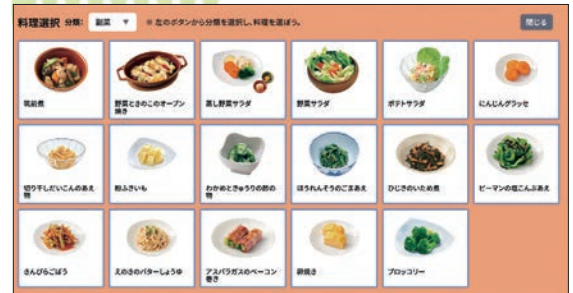 料理選択 分類: 副菜 ▼ ※ 左のボタンから分類を選択し、料理を選ぼう。 閉じる
筑前煮
野菜ときのこのオーブン
焼き
蒸し野菜サラダ
野菜サラダ
ポテトサラダ
にんじんグラッセ
切り干しだいこんのあえ
物
粉ふきいも
わかめときゅうりの酢の
物
ほうれんそうのごまあえ
ひじきのいため煮
ピーマンの塩こんぶあえ
きんぴらごぼう
えのきのバターしょうゆ
アスパラガスのベーコン
巻き
卵焼き
ブロッコリー